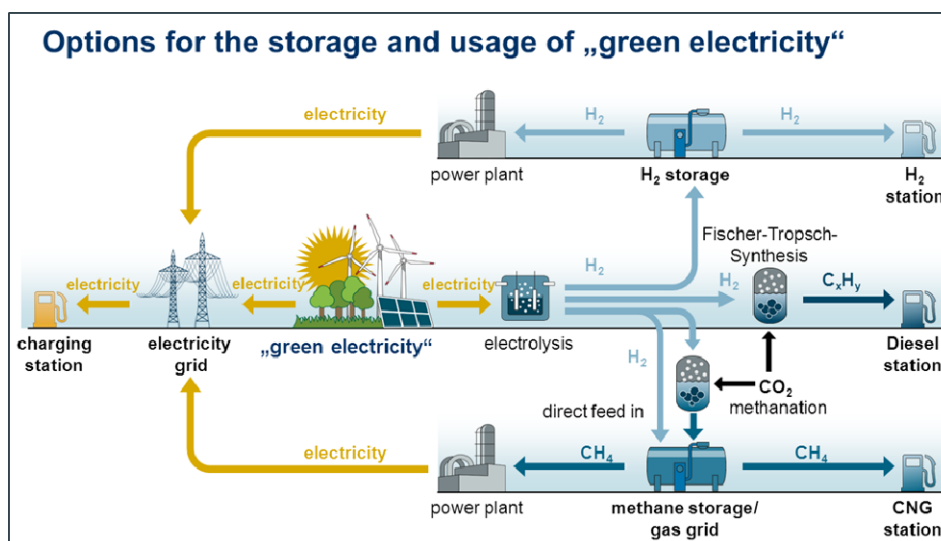 Options for the storage and usage of „green electricity“
electricity
H₂
H₂
power plant
H₂ storage
H₂
station
Fischer-Tropsch-
Synthesis
electricity
electricity
electricity
H₂
H₂
CₓHᵧ
charging
station
electricity
grid
„green electricity“
electrolysis
Diesel
station
H₂
CO₂
methanation
direct feed in
electricity
CH₄
CH₄
power plant
methane storage/
gas grid
CNG
station